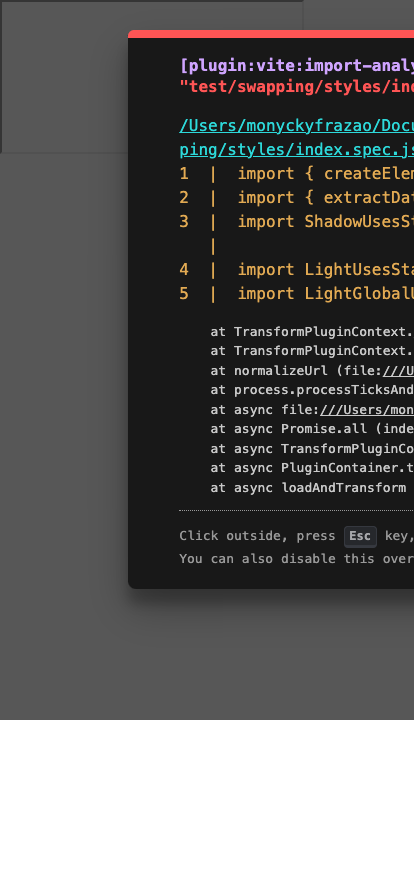 [plugin:vite:import-analy
"test/swapping/styles/ind
/Users/monyckyfrazao/Docu
ping/styles/index.spec.js
1 | import { createElem
2 | import { extractDat
3 | import ShadowUsesSt
|
4 | import LightUsesSta
5 | import LightGlobalU
at TransformPluginContext.
at TransformPluginContext.
at normalizeUrl (file:///U
at process.processTicksAnd
at async file:///Users/mon
at async Promise.all (inde
at async TransformPluginCo
at async PluginContainer.t
at async loadAndTransform
Click outside, press Esc key,
You can also disable this over